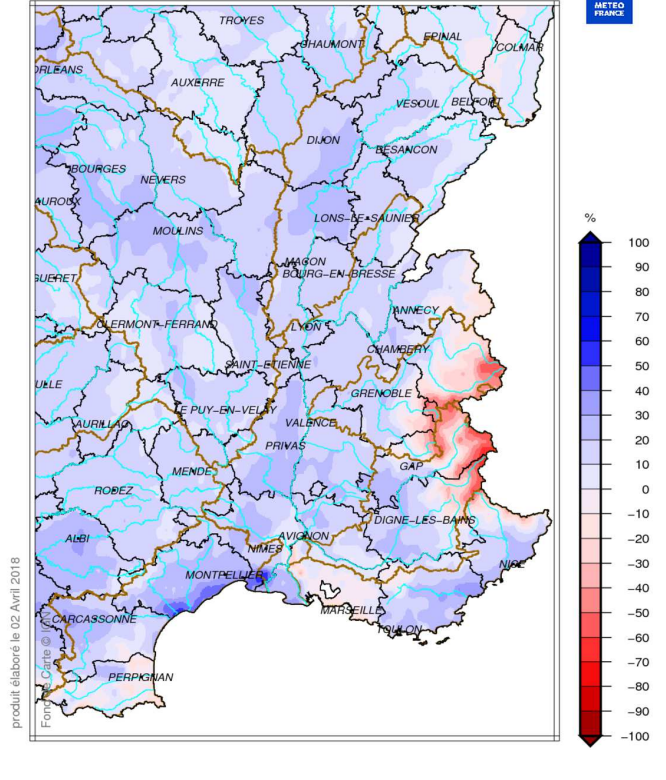 METEO
FRANCE
TROYES
CHAUMONT
EPINAL
COLMAR
ORLEANS
AUXERRE
VESOUL
BELFORT
DIJON
BESANCON
BOURGES
NEVERS
AUROUX
LONS-LE-SAUNIER
MOULINS
MACON
BOURG-EN-BRESSE
GUERET
ANNECY
CLERMONT-FERRAND
LYON
CHAMBERY
SAINT-ETIENNE
ULLE
GRENOBLE
LE PUY-EN-VELAY
AURILLAC
VALENCE
PRIVAS
GAP
MENDE
RODEZ
DIGNE-LES-BAINS
ALBI
AVIGNON
NIMES
NICE
MONTPELLIER
MARSEILLE
CARCASSONNE
TOULON
PERPIGNAN
%
100
90
80
70
60
50
40
30
20
10
0
-10
-20
-30
-40
-50
-60
-70
-80
-90
-100
produit élaboré le 02 Avril 2018
Fond de Carte © IGN